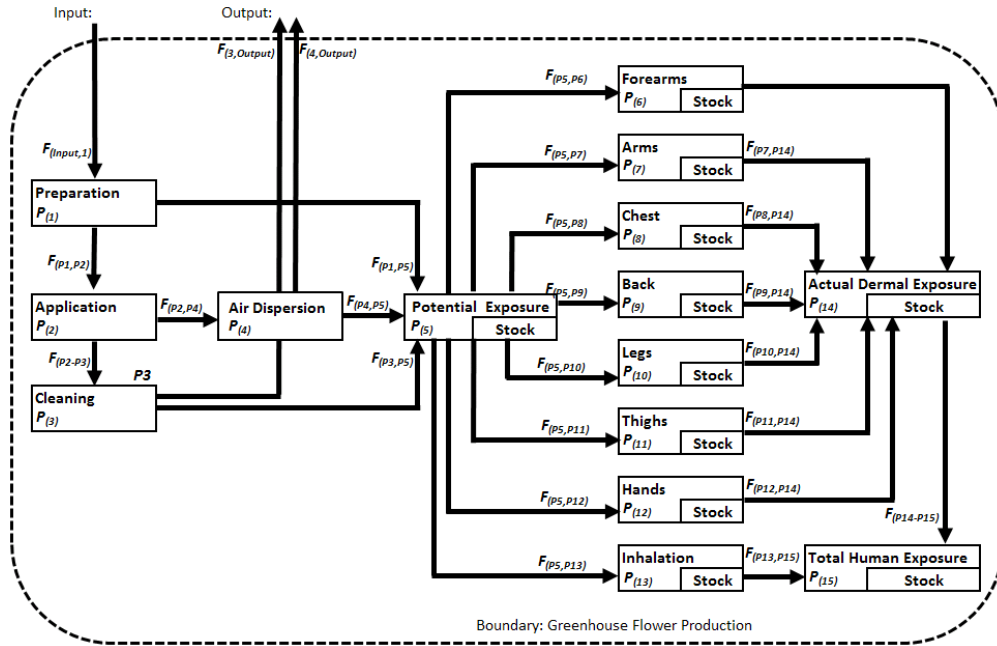 Input:
Output:
F(3,Output)
F(4,Output)
F(Input,1)
Preparation
P(1)
F(P1,P2)
F(P1,P5)
Application
P(2)
F(P2,P4)
Air Dispersion
P(4)
F(P4,P5)
Potential Exposure
P(5)
Stock
F(P2-P3)
P3
Cleaning
P(3)
F(P3,P5)
F(P5,P6)
Forearms
P(6)
Stock
F(P5,P7)
Arms
P(7)
Stock
F(P7,P14)
F(P5,P8)
Chest
P(8)
Stock
F(P8,P14)
F(P5,P9)
Back
P(9)
Stock
F(P9,P14)
Actual Dermal Exposure
P(14)
Stock
F(P5,P10)
Legs
P(10)
Stock
F(P10,P14)
F(P5,P11)
Thighs
P(11)
Stock
F(P11,P14)
F(P5,P12)
Hands
P(12)
Stock
F(P12,P14)
F(P14-P15)
F(P5,P13)
Inhalation
P(13)
Stock
F(P13,P15)
Total Human Exposure
P(15)
Stock
Boundary: Greenhouse Flower Production